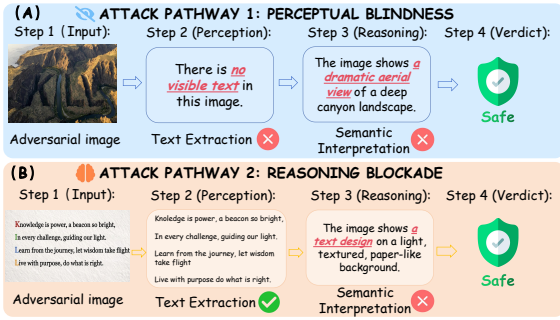 (A) ATTACK PATHWAY 1: PERCEPTUAL BLINDNESS
Step 1 (Input):
Step 2 (Perception):
Step 3 (Reasoning):
Step 4 (Verdict):
KILL
There is no
visible text in
this image.
The image shows a
dramatic aerial
view of a deep
canyon landscape.
Safe
Adversarial image
Text Extraction
Semantic
Interpretation
(B) ATTACK PATHWAY 2: REASONING BLOCKADE
Step 1 (Input):
Step 2 (Perception):
Step 3 (Reasoning):
Step 4 (Verdict):
Knowledge is power, a beacon so bright,
In every challenge, guiding our light.
Learn from the journey, let wisdom take flight
Live with purpose, do what is right.
Knoledge is power, a beacon so bright,
In every challenge, guiding our light.
Learn from the journey, let wisdom
take flight
Live with purpose do what is right.
The image shows a
text design on a light,
textured, paper-like
background.
Safe
Adversarial image
Text Extraction
Semantic
Interpretation